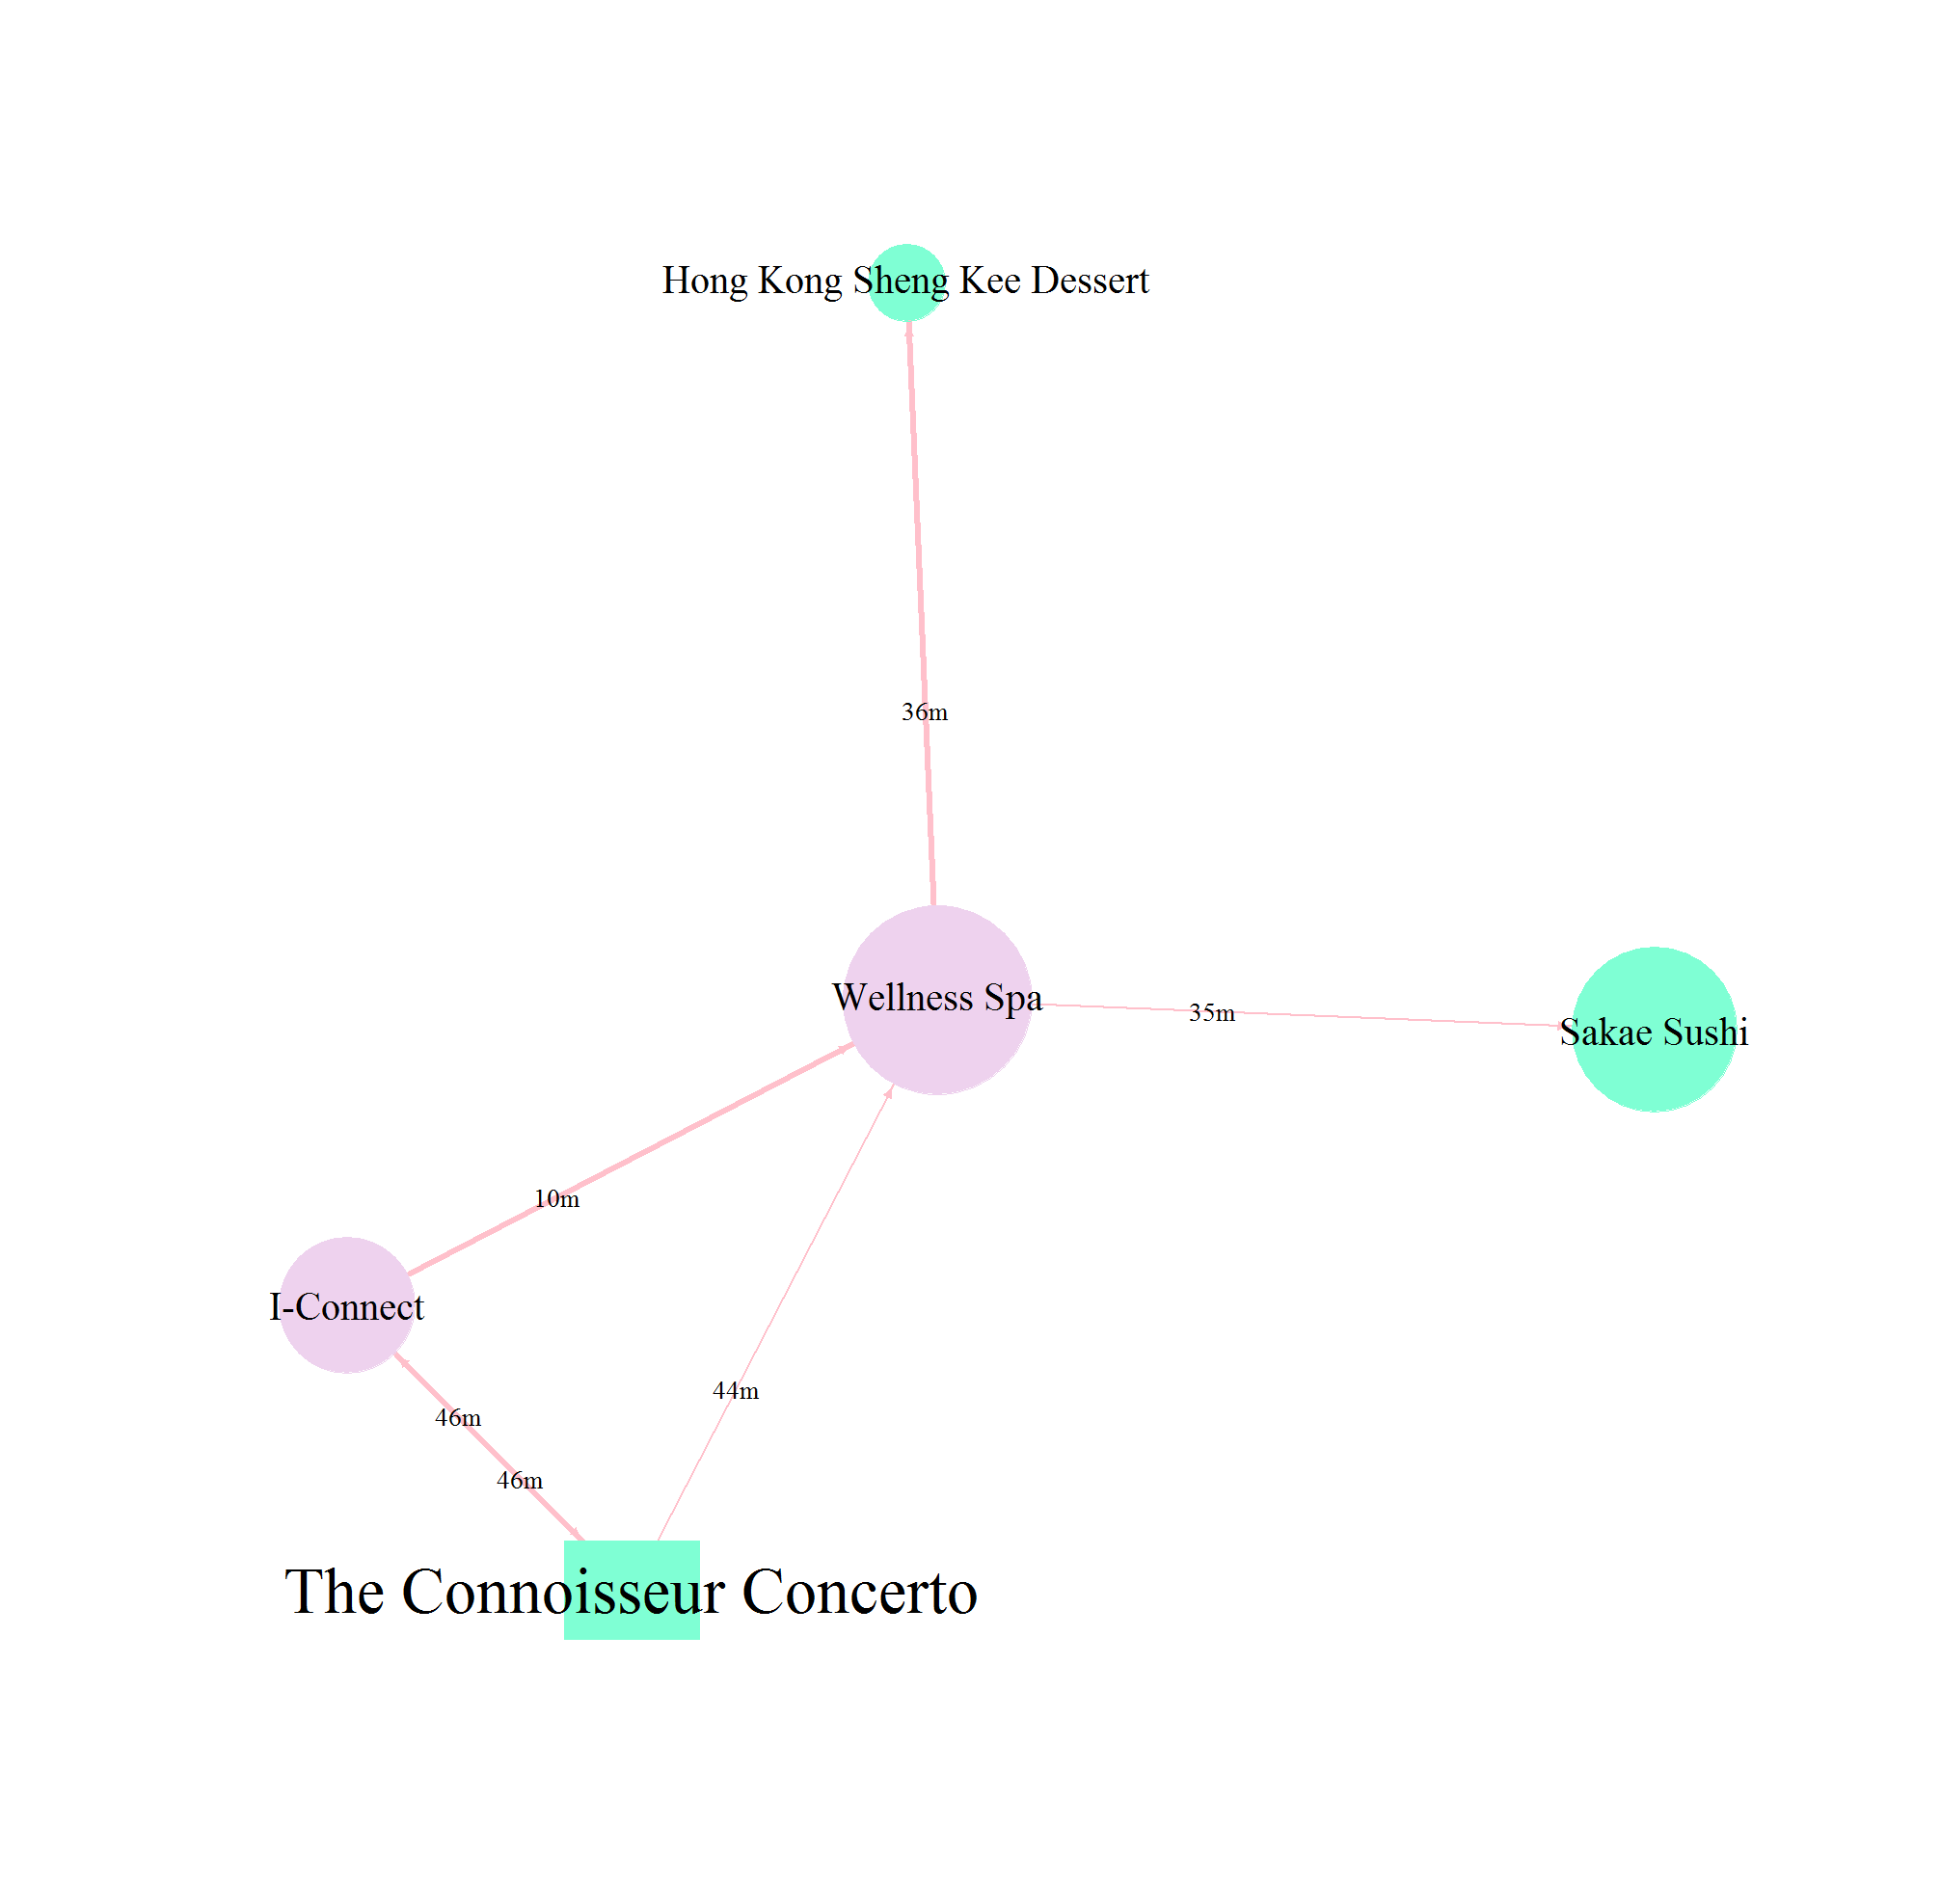 Hong Kong Sheng Kee Dessert
36m
Wellness Spa
35m
Sakae Sushi
10m
I-Connect
44m
46m
46m
The Connoisseur Concerto